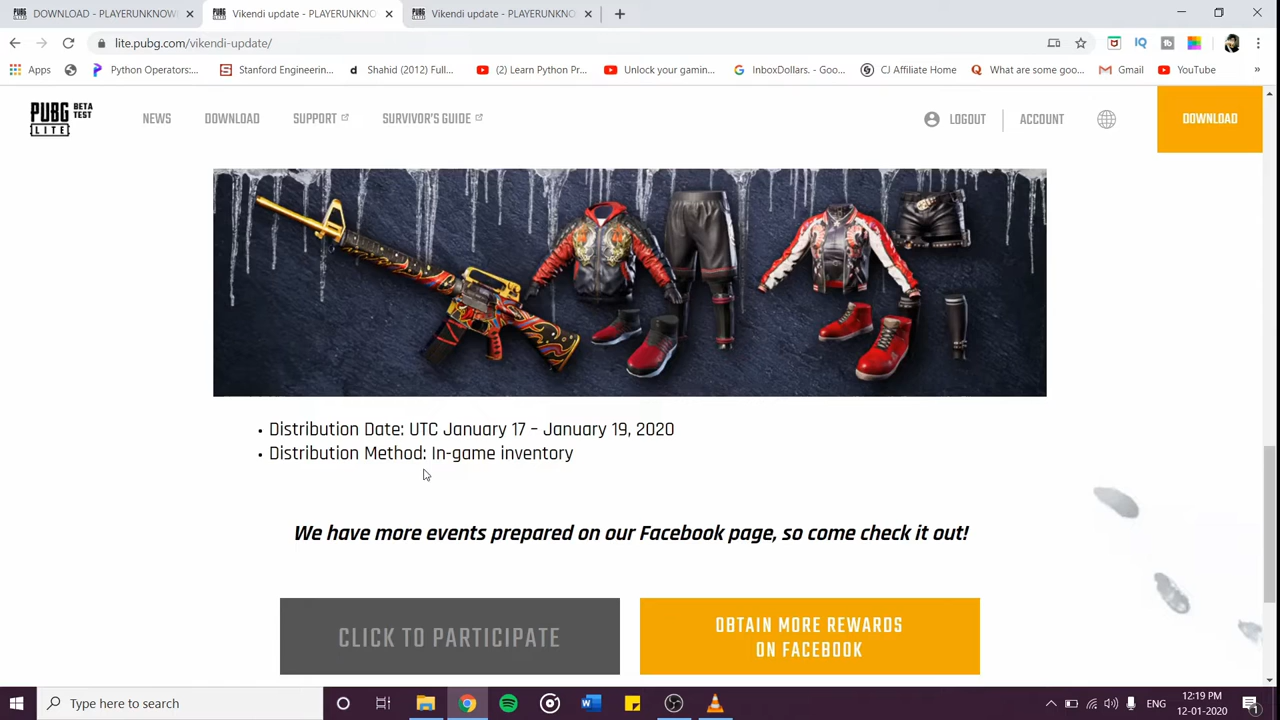 DOWNLOAD - PLAYERUNKNOW
Vikendi update - PLAYERUNKNO
Vikendi update - PLAYERUNKNO
lite.pubg.com/vikendi-update/
Apps
Python Operators:...
Stanford Engineerin...
Shahid (2012) Full...
(2) Learn Python Pr...
Unlock your gamin...
InboxDollars. - Goo...
CJ Affiliate Home
What are some goo...
Gmail
YouTube
PUBG LITE BETA TEST
NEWS
DOWNLOAD
SUPPORT
SURVIVOR'S GUIDE
LOGOUT
ACCOUNT
DOWNLOAD
• Distribution Date: UTC January 17 – January 19, 2020
• Distribution Method: In-game inventory
We have more events prepared on our Facebook page, so come check it out!
CLICK TO PARTICIPATE
OBTAIN MORE REWARDS
ON FACEBOOK
Type here to search
ENG
12:19 PM
12-01-2020